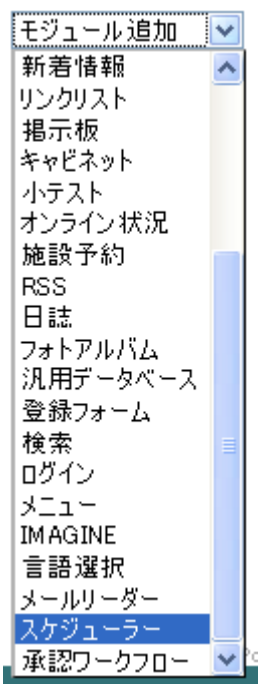 モジュール追加
新着情報
リンクリスト
掲示板
キャビネット
小テスト
オンライン状況
施設予約
RSS
日誌
フォトアルバム
汎用データベース
登録フォーム
検索
ログイン
メニュー
IMAGINE
言語選択
メールリーダー
スケジューラー
承認ワークフロー